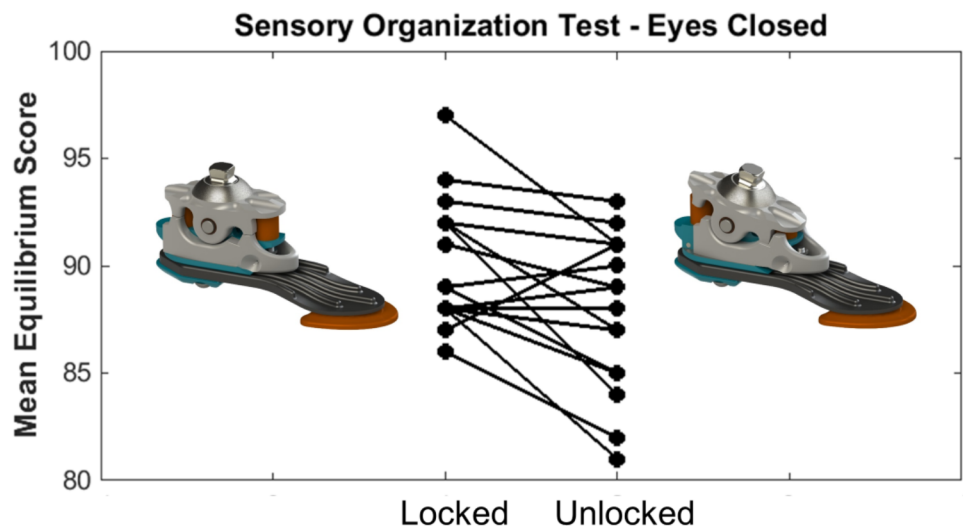 Sensory Organization Test - Eyes Closed
Mean Equilibrium Score
100
95
90
85
80
Locked Unlocked